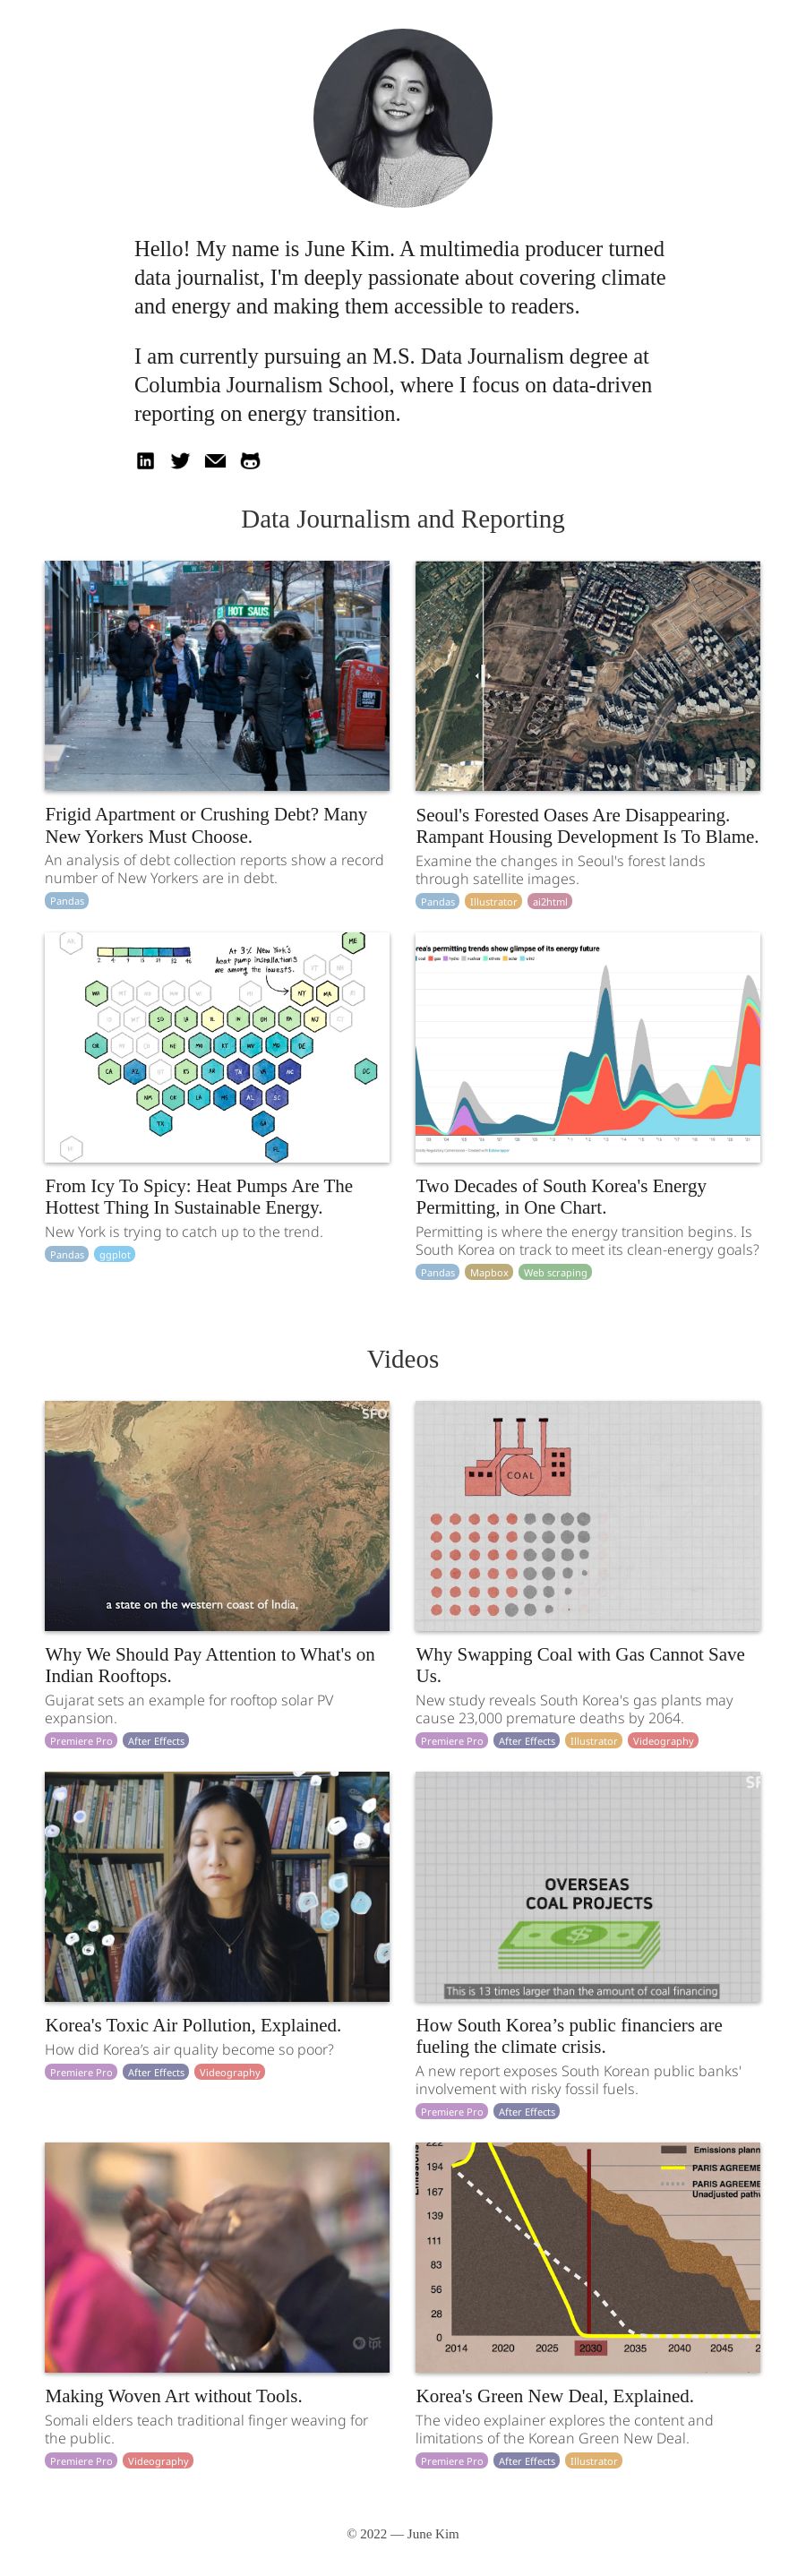 Hello! My name is June Kim. A multimedia producer turned
data journalist, I'm deeply passionate about covering climate
and energy and making them accessible to readers.
I am currently pursuing an M.S. Data Journalism degree at
Columbia Journalism School, where I focus on data-driven
reporting on energy transition.
in
Data Journalism and Reporting
HOT SAUS
Frigid Apartment or Crushing Debt? Many
New Yorkers Must Choose.
An analysis of debt collection reports show a record
number of New Yorkers are in debt.
Pandas
Seoul's Forested Oases Are Disappearing.
Rampant Housing Development Is To Blame.
Examine the changes in Seoul's forest lands
through satellite images.
Pandas Illustrator ai2html
At 3%, New York's
heat pump installations
are among the lowests.
ME
NY
From Icy To Spicy: Heat Pumps Are The
Hottest Thing In Sustainable Energy.
New York is trying to catch up to the trend.
Pandas ggplot
rea's permitting trends show glimpse of its energy future
Two Decades of South Korea's Energy
Permitting, in One Chart.
Permitting is where the energy transition begins. Is
South Korea on track to meet its clean-energy goals?
Pandas Mapbox Web scraping
Videos
a state on the western coast of India,
Why We Should Pay Attention to What's on
Indian Rooftops.
Gujarat sets an example for rooftop solar PV
expansion.
Premiere Pro After Effects
COAL
Why Swapping Coal with Gas Cannot Save
Us.
New study reveals South Korea's gas plants may
cause 23,000 premature deaths by 2064.
Premiere Pro After Effects Illustrator Videography
Korea's Toxic Air Pollution, Explained.
How did Korea's air quality become so poor?
Premiere Pro After Effects Videography
OVERSEAS
COAL PROJECTS
This is 13 times larger than the amount of coal financing
How South Korea’s public financiers are
fueling the climate crisis.
A new report exposes South Korean public banks'
involvement with risky fossil fuels.
Premiere Pro After Effects
tpt
Making Woven Art without Tools.
Somali elders teach traditional finger weaving for
the public.
Premiere Pro Videography
Emissions plann
PARIS AGREEME
PARIS AGREEME
Unadjusted pathw
222
194
167
139
111
83
56
28
0
2014 2020 2025 2030 2035 2040 2045
Korea's Green New Deal, Explained.
The video explainer explores the content and
limitations of the Korean Green New Deal.
Premiere Pro After Effects Illustrator
© 2022 — June Kim